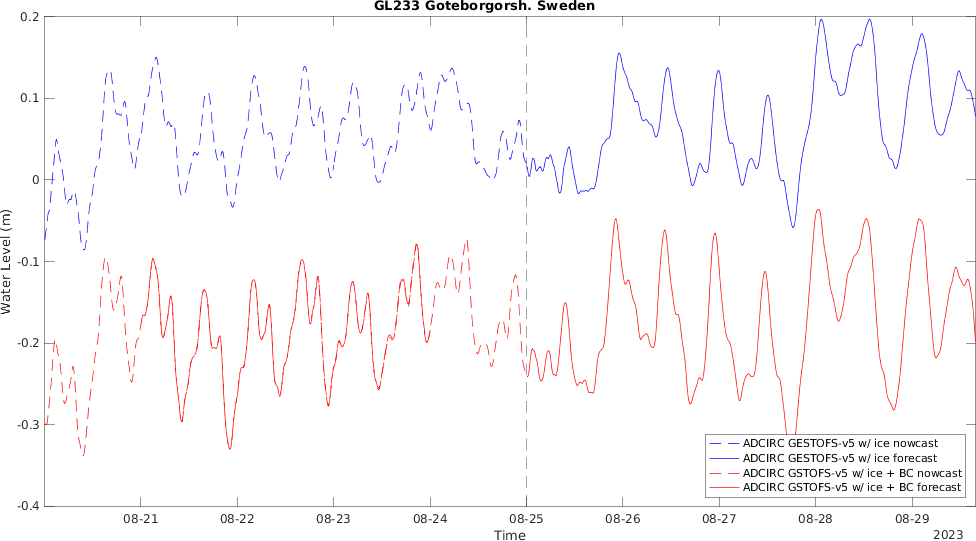 GL233 Goteborgorsh. Sweden
0.2
0.1
0
-0.1
-0.2
-0.3
-0.4
Water Level (m)
ADCIRC GESTOFS-v5 w/ ice nowcast
ADCIRC GESTOFS-v5 w/ ice forecast
ADCIRC GSTOFS-v5 w/ ice + BC nowcast
ADCIRC GSTOFS-v5 w/ ice + BC forecast
08-21 08-22 08-23 08-24 08-25 08-26 08-27 08-28 08-29
Time
2023